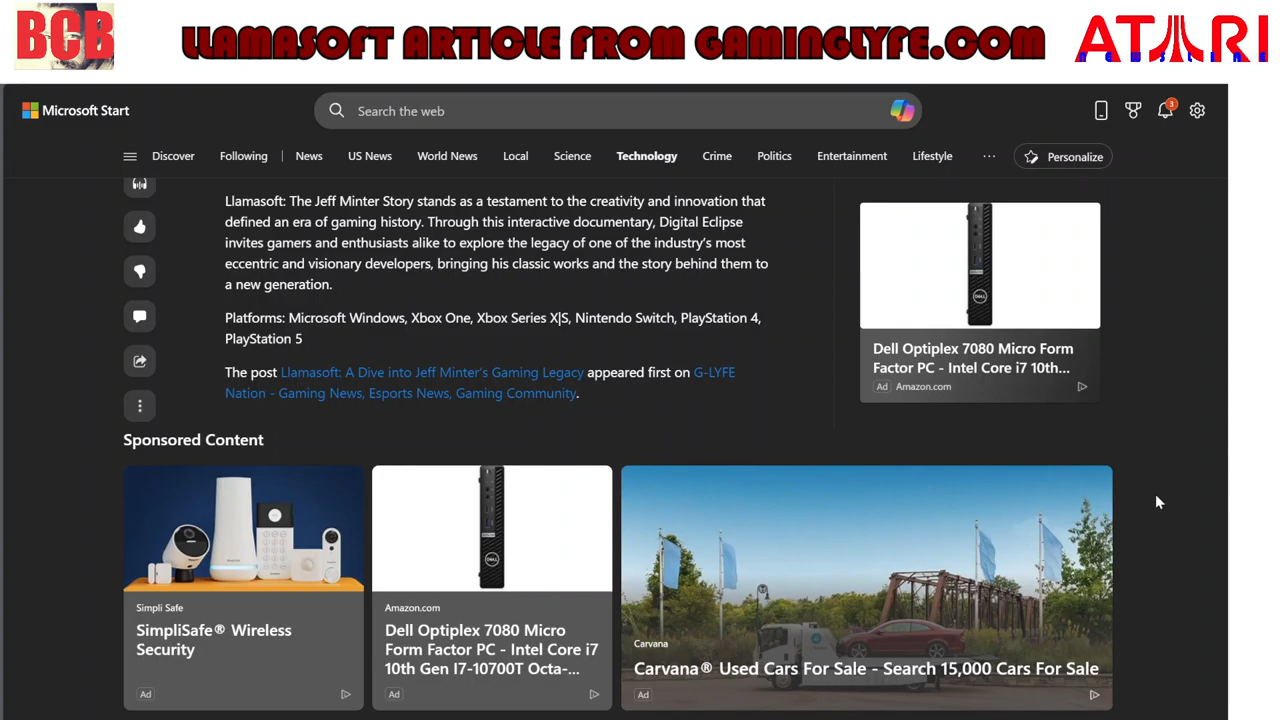 BCB
LLAMASOFT ARTICLE FROM GAMINGLYFE.COM
ATARI
Microsoft Start
Search the web
3
Discover
Following
News
US News
World News
Local
Science
Technology
Crime
Politics
Entertainment
Lifestyle
...
Personalize
Llamasoft: The Jeff Minter Story stands as a testament to the creativity and innovation that
defined an era of gaming history. Through this interactive documentary, Digital Eclipse
invites gamers and enthusiasts alike to explore the legacy of one of the industry’s most
eccentric and visionary developers, bringing his classic works and the story behind them to
a new generation.
Platforms: Microsoft Windows, Xbox One, Xbox Series X|S, Nintendo Switch, PlayStation 4,
PlayStation 5
The post Llamasoft: A Dive into Jeff Minter’s Gaming Legacy appeared first on G-LYFE
Nation - Gaming News, Esports News, Gaming Community.
DELL
Dell Optiplex 7080 Micro Form
Factor PC - Intel Core i7 10th...
Ad Amazon.com
Sponsored Content
Simpli Safe
SimpliSafe® Wireless
Security
Ad
DELL
Amazon.com
Dell Optiplex 7080 Micro
Form Factor PC - Intel Core i7
10th Gen I7-10700T Octa-...
Ad
Carvana
Carvana® Used Cars For Sale - Search 15,000 Cars For Sale
Ad